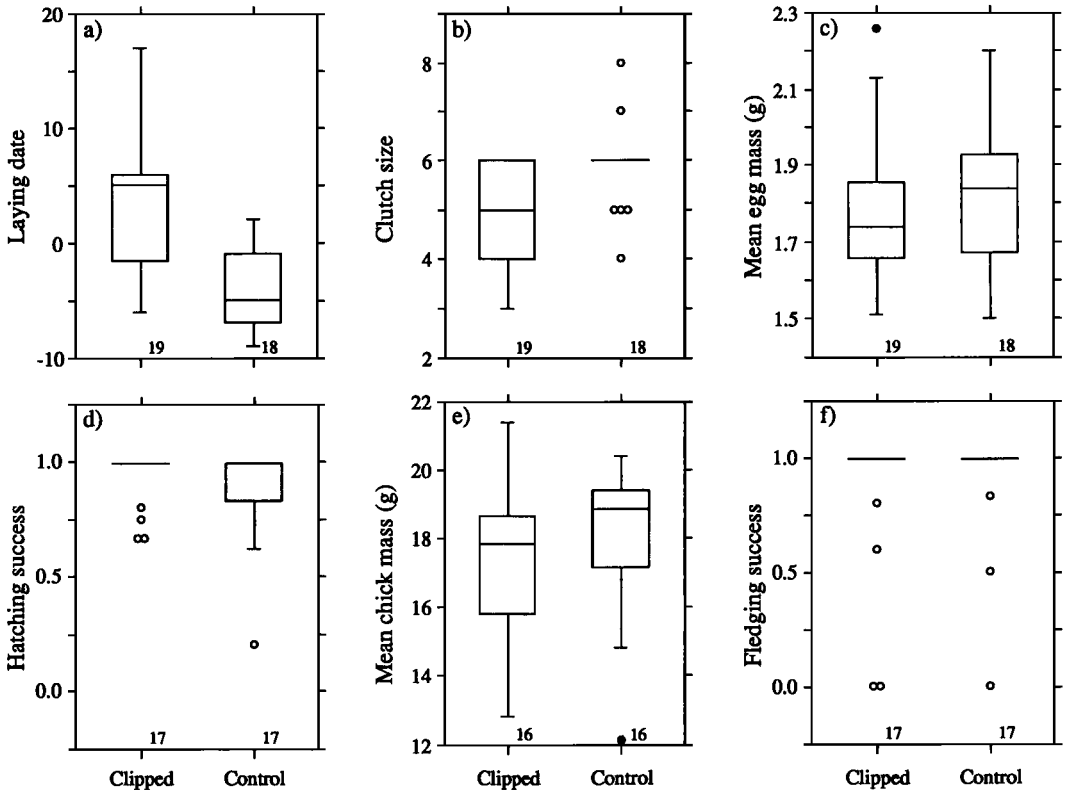 a)
Laying date
20
10
0
-10
19
18
b)
Clutch size
8
6
4
2
19
18
c)
Mean egg mass (g)
2.3
2.1
1.9
1.7
1.5
19
18
d)
Hatching success
1.0
0.5
0.0
17
17
Clipped
Control
e)
Mean chick mass (g)
22
20
18
16
14
12
16
16
Clipped
Control
f)
Fledging success
1.0
0.5
0.0
17
17
Clipped
Control